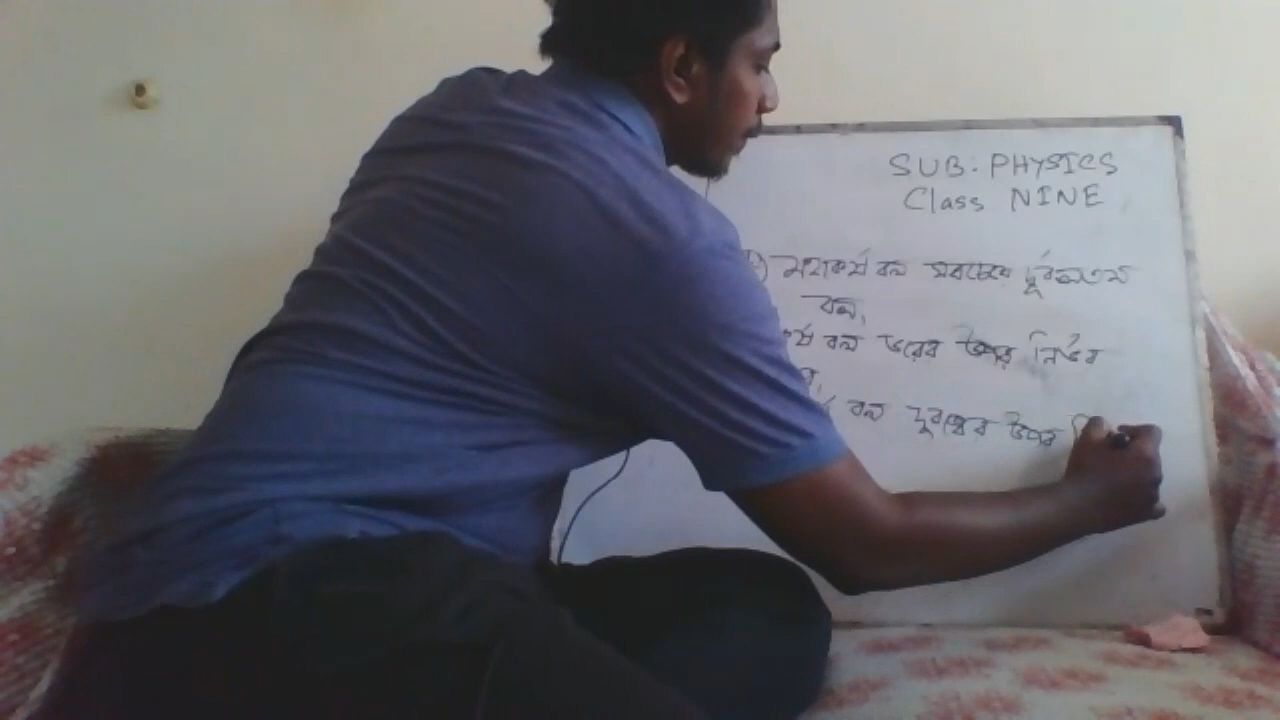 SUB: PHYSICS
Class NINE
মহাকর্ষ বল সবচেয়ে দূর্বলতম
বল,
বল ভরের উপর নির্ভর
বল দূরত্বের উপর